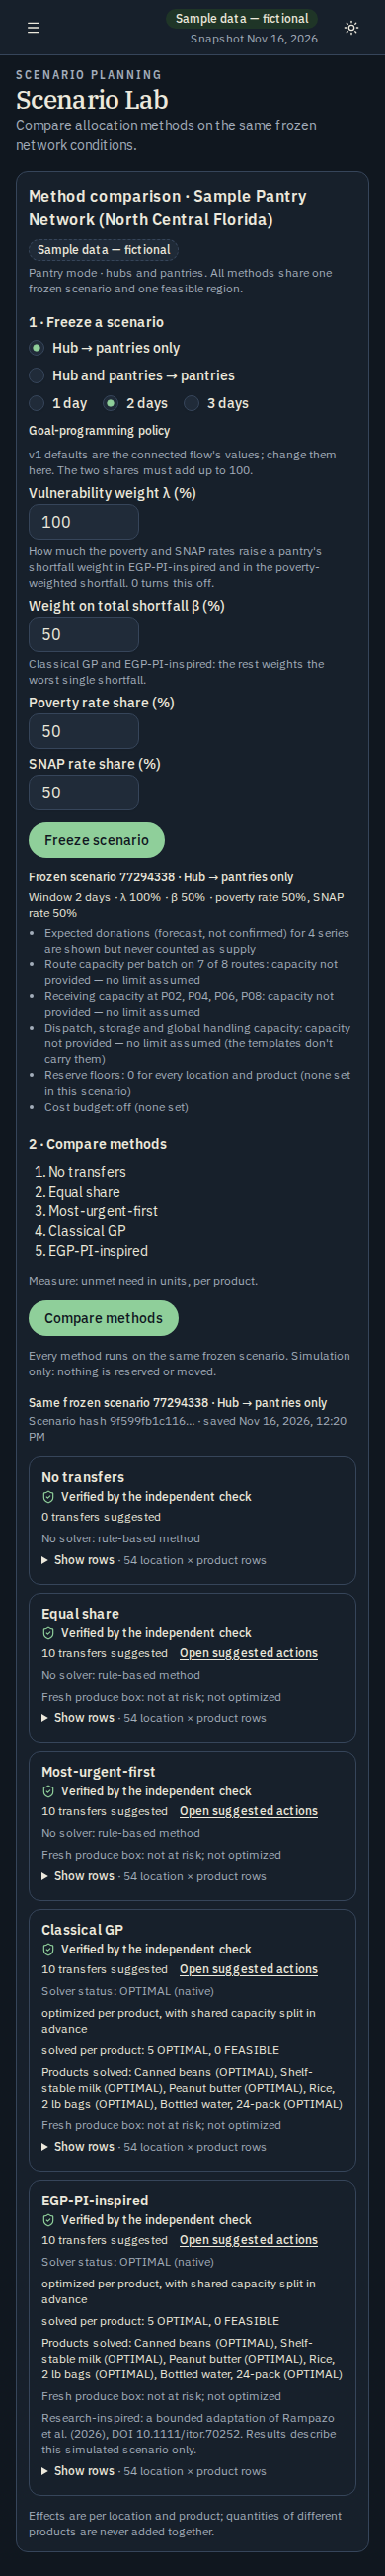 Sample data — fictional
Snapshot Nov 16, 2026
SCENARIO PLANNING
Scenario Lab
Compare allocation methods on the same frozen
network conditions.
Method comparison · Sample Pantry
Network (North Central Florida)
Sample data — fictional
Pantry mode · hubs and pantries. All methods share one
frozen scenario and one feasible region.
1 · Freeze a scenario
Hub → pantries only
Hub and pantries → pantries
1 day 2 days 3 days
Goal-programming policy
v1 defaults are the connected flow's values; change them
here. The two shares must add up to 100.
Vulnerability weight λ (%)
100
How much the poverty and SNAP rates raise a pantry's
shortfall weight in EGP-PI-inspired and in the poverty-
weighted shortfall. 0 turns this off.
Weight on total shortfall β (%)
50
Classical GP and EGP-PI-inspired: the rest weights the
worst single shortfall.
Poverty rate share (%)
50
SNAP rate share (%)
50
Freeze scenario
Frozen scenario 77294338 · Hub → pantries only
Window 2 days · λ 100% · β 50% · poverty rate 50%, SNAP
rate 50%
• Expected donations (forecast, not confirmed) for 4 series
are shown but never counted as supply
• Route capacity per batch on 7 of 8 routes: capacity not
provided — no limit assumed
• Receiving capacity at P02, P04, P06, P08: capacity not
provided — no limit assumed
• Dispatch, storage and global handling capacity: capacity
not provided — no limit assumed (the templates don't
carry them)
• Reserve floors: 0 for every location and product (none set
in this scenario)
• Cost budget: off (none set)
2 · Compare methods
1. No transfers
2. Equal share
3. Most-urgent-first
4. Classical GP
5. EGP-PI-inspired
Measure: unmet need in units, per product.
Compare methods
Every method runs on the same frozen scenario. Simulation
only: nothing is reserved or moved.
Same frozen scenario 77294338 · Hub → pantries only
Scenario hash 9f599fb1c116… · saved Nov 16, 2026, 12:20
PM
No transfers
Verified by the independent check
0 transfers suggested
No solver: rule-based method
Show rows · 54 location × product rows
Equal share
Verified by the independent check
10 transfers suggested Open suggested actions
No solver: rule-based method
Fresh produce box: not at risk; not optimized
Show rows · 54 location × product rows
Most-urgent-first
Verified by the independent check
10 transfers suggested Open suggested actions
No solver: rule-based method
Fresh produce box: not at risk; not optimized
Show rows · 54 location × product rows
Classical GP
Verified by the independent check
10 transfers suggested Open suggested actions
Solver status: OPTIMAL (native)
optimized per product, with shared capacity split in
advance
solved per product: 5 OPTIMAL, 0 FEASIBLE
Products solved: Canned beans (OPTIMAL), Shelf-
stable milk (OPTIMAL), Peanut butter (OPTIMAL), Rice,
2 lb bags (OPTIMAL), Bottled water, 24-pack (OPTIMAL)
Fresh produce box: not at risk; not optimized
Show rows · 54 location × product rows
EGP-PI-inspired
Verified by the independent check
10 transfers suggested Open suggested actions
Solver status: OPTIMAL (native)
optimized per product, with shared capacity split in
advance
solved per product: 5 OPTIMAL, 0 FEASIBLE
Products solved: Canned beans (OPTIMAL), Shelf-
stable milk (OPTIMAL), Peanut butter (OPTIMAL), Rice,
2 lb bags (OPTIMAL), Bottled water, 24-pack (OPTIMAL)
Fresh produce box: not at risk; not optimized
Research-inspired: a bounded adaptation of Rampazo
et al. (2026), DOI 10.1111/itor.70252. Results describe
this simulated scenario only.
Show rows · 54 location × product rows
Effects are per location and product; quantities of different
products are never added together.